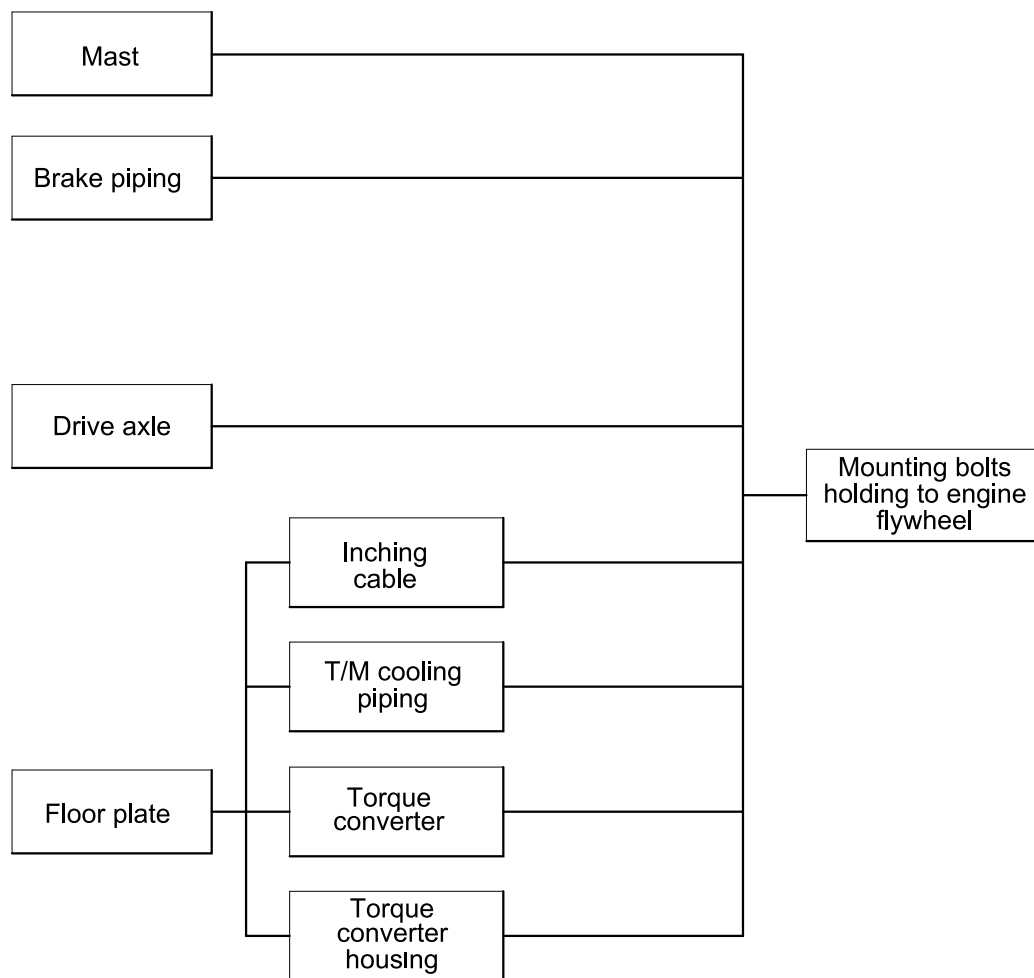 Mast
Brake piping
Drive axle
Mounting bolts
holding to engine
flywheel
Inching
cable
T/M cooling
piping
Floor plate
Torque
converter
Torque
converter
housing